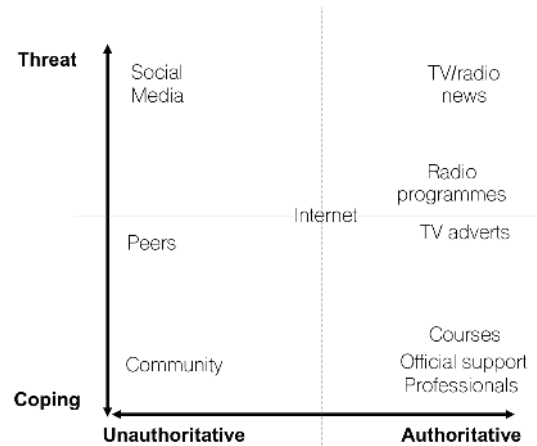 Threat
Social
Media
TV/radio
news
Radio
programmes
Internet
TV adverts
Peers
Courses
Community
Official support
Professionals
Coping
Unauthoritative
Authoritative